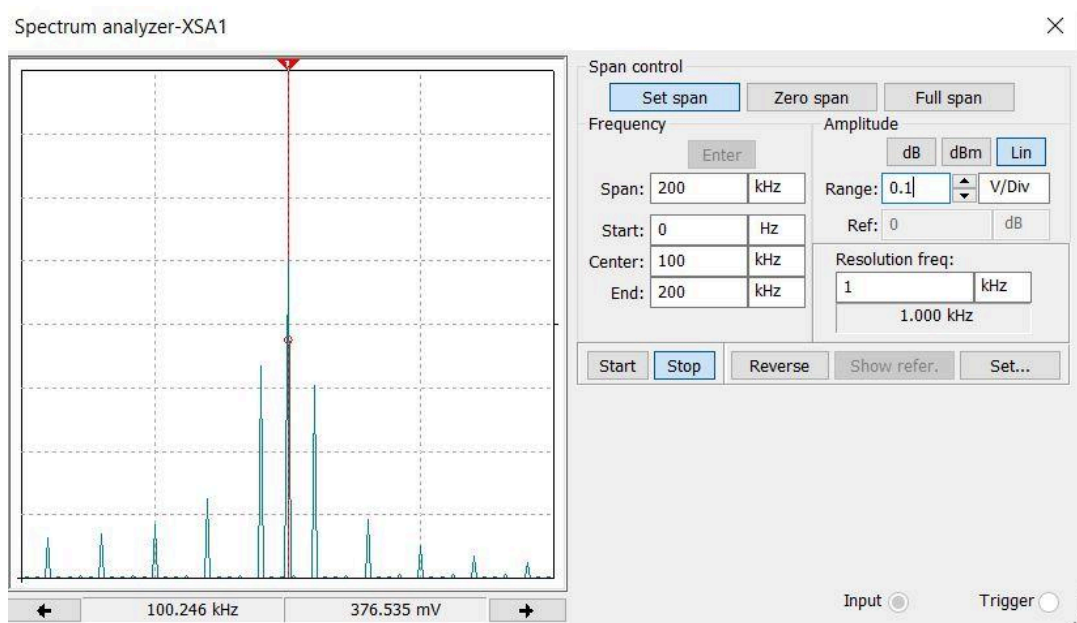 Spectrum analyzer-XSA1
1
Span control
Set span Zero span Full span
Frequency
Enter
Span: 200 kHz
Start: 0 Hz
Center: 100 kHz
End: 200 kHz
Amplitude
dB dBm Lin
Range: 0.1 V/Div
Ref: 0 dB
Resolution freq:
1 kHz
1.000 kHz
Start Stop Reverse Show refer. Set...
100.246 kHz 376.535 mV
Input Trigger